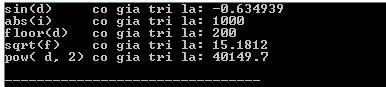 sin(d)    co gia tri la: -0.634939
abs(i)    co gia tri la: 1000
floor(d)  co gia tri la: 200
sqrt(f)   co gia tri la: 15.1812
pow( d, 2) co gia tri la: 40149.7
--------------------------------